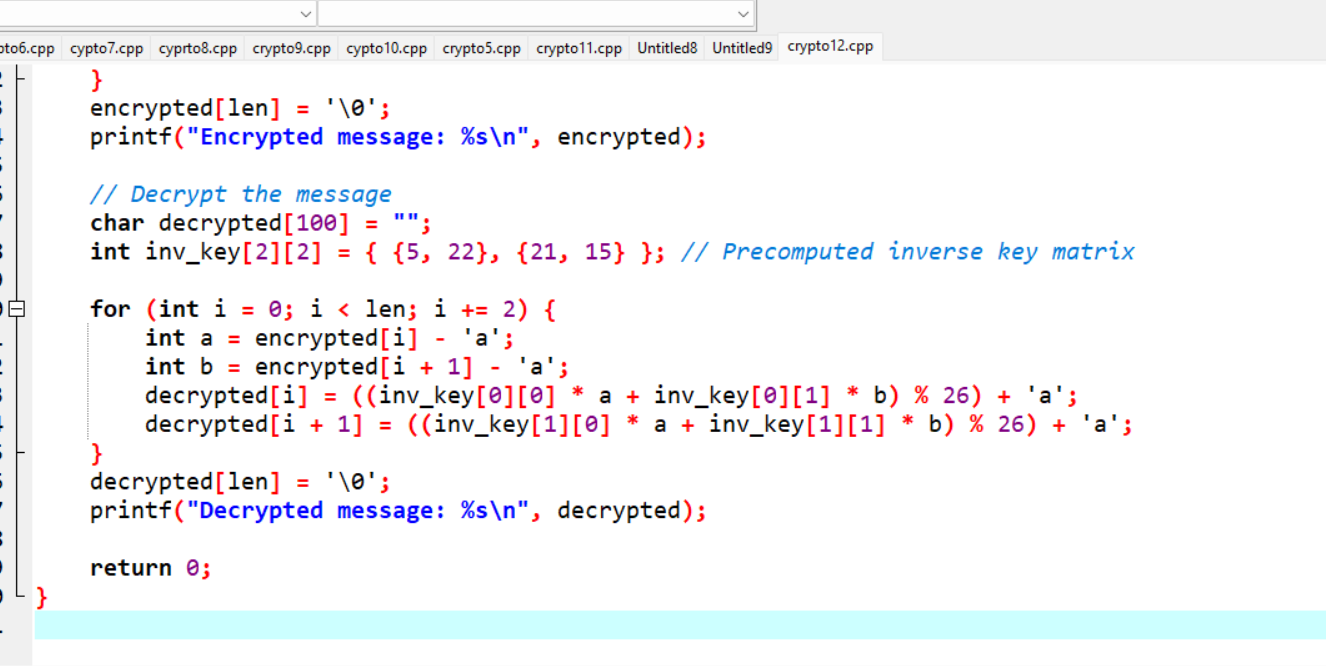 oto6.cpp cypto7.cpp cyprto8.cpp crypto9.cpp cypto10.cpp crypto5.cpp crypto11.cpp Untitled8 Untitled9 crypto12.cpp
}
encrypted[len] = '\0';
printf("Encrypted message: %s\n", encrypted);
// Decrypt the message
char decrypted[100] = "";
int inv_key[2][2] = { {5, 22}, {21, 15} }; // Precomputed inverse key matrix
for (int i = 0; i < len; i += 2) {
int a = encrypted[i] - 'a';
int b = encrypted[i + 1] - 'a';
decrypted[i] = ((inv_key[0][0] * a + inv_key[0][1] * b) % 26) + 'a';
decrypted[i + 1] = ((inv_key[1][0] * a + inv_key[1][1] * b) % 26) + 'a';
}
decrypted[len] = '\0';
printf("Decrypted message: %s\n", decrypted);
return 0;
}